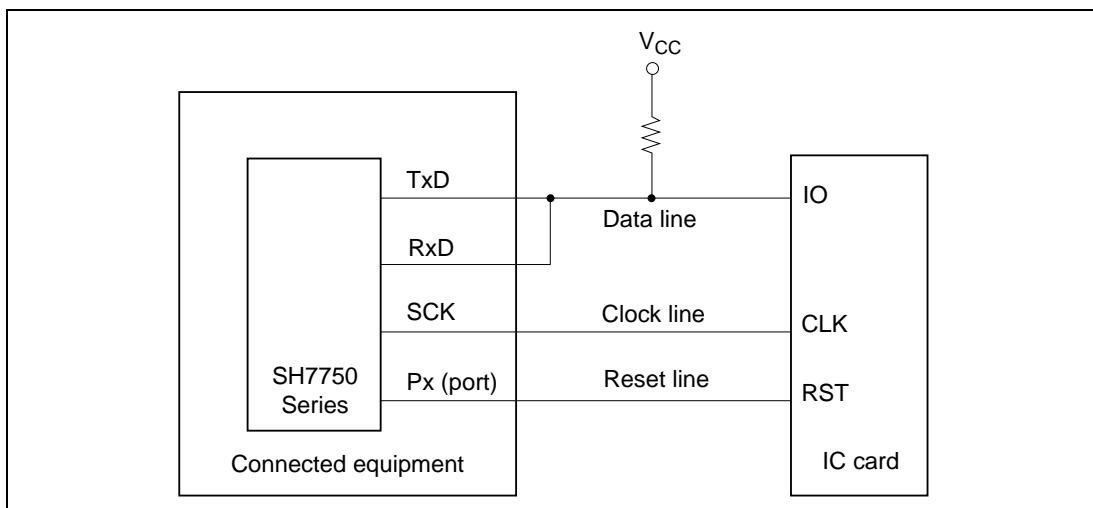 VCC
TxD
IO
Data line
RxD
SCK
Clock line
CLK
SH7750
Series
Px (port)
Reset line
RST
Connected equipment
IC card